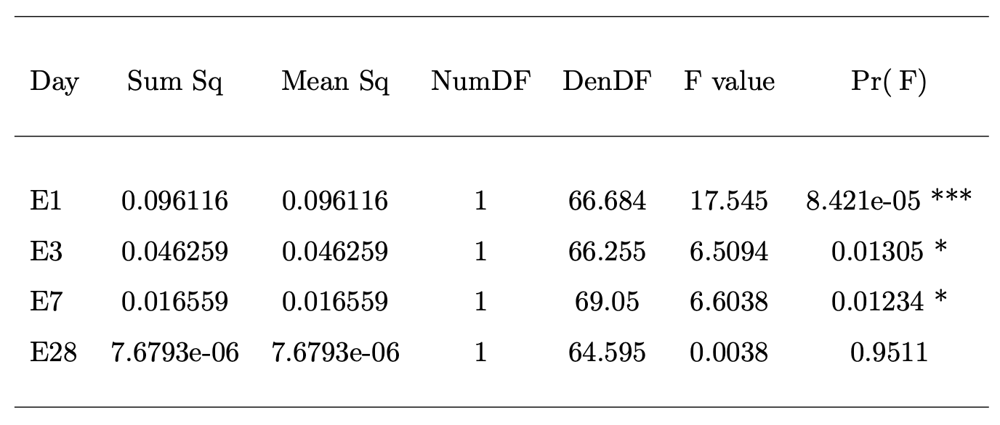 Day Sum Sq Mean Sq NumDF DenDF F value Pr( F)
E1 0.096116 0.096116 1 66.684 17.545 8.421e-05 ***
E3 0.046259 0.046259 1 66.255 6.5094 0.01305 *
E7 0.016559 0.016559 1 69.05 6.6038 0.01234 *
E28 7.6793e-06 7.6793e-06 1 64.595 0.0038 0.9511